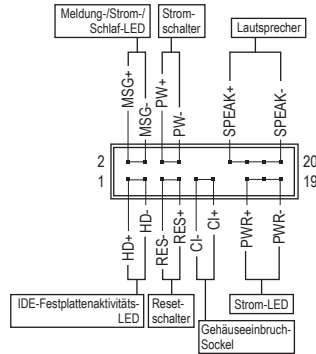 Meldung-/Strom-/
Schlaf-LED
Strom-
schalter
Lautsprecher
MSG+
MSG-
PW+
PW-
SPEAK+
SPEAK-
2
20
1
19
HD+
HD-
RES-
RES+
CI-
CI+
PWR+
PWR-
IDE-Festplattenaktivitäts-
LED
Reset-
schalter
Strom-LED
Gehäuseeinbruch-
Sockel